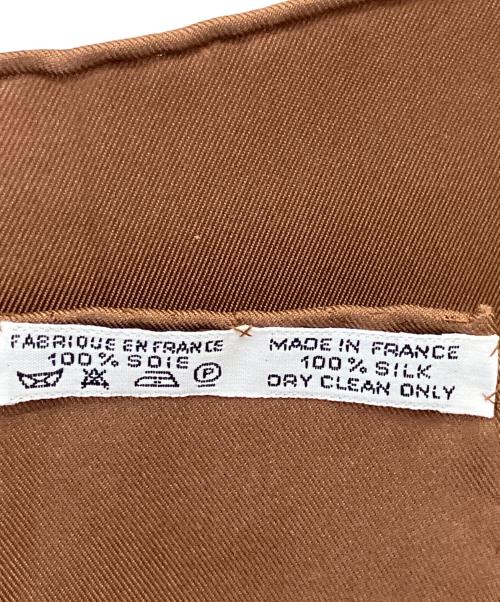 FABRIQUE EN FRANCE
100% SOIE
P
MADE IN FRANCE
100% SILK
DRY CLEAN ONLY